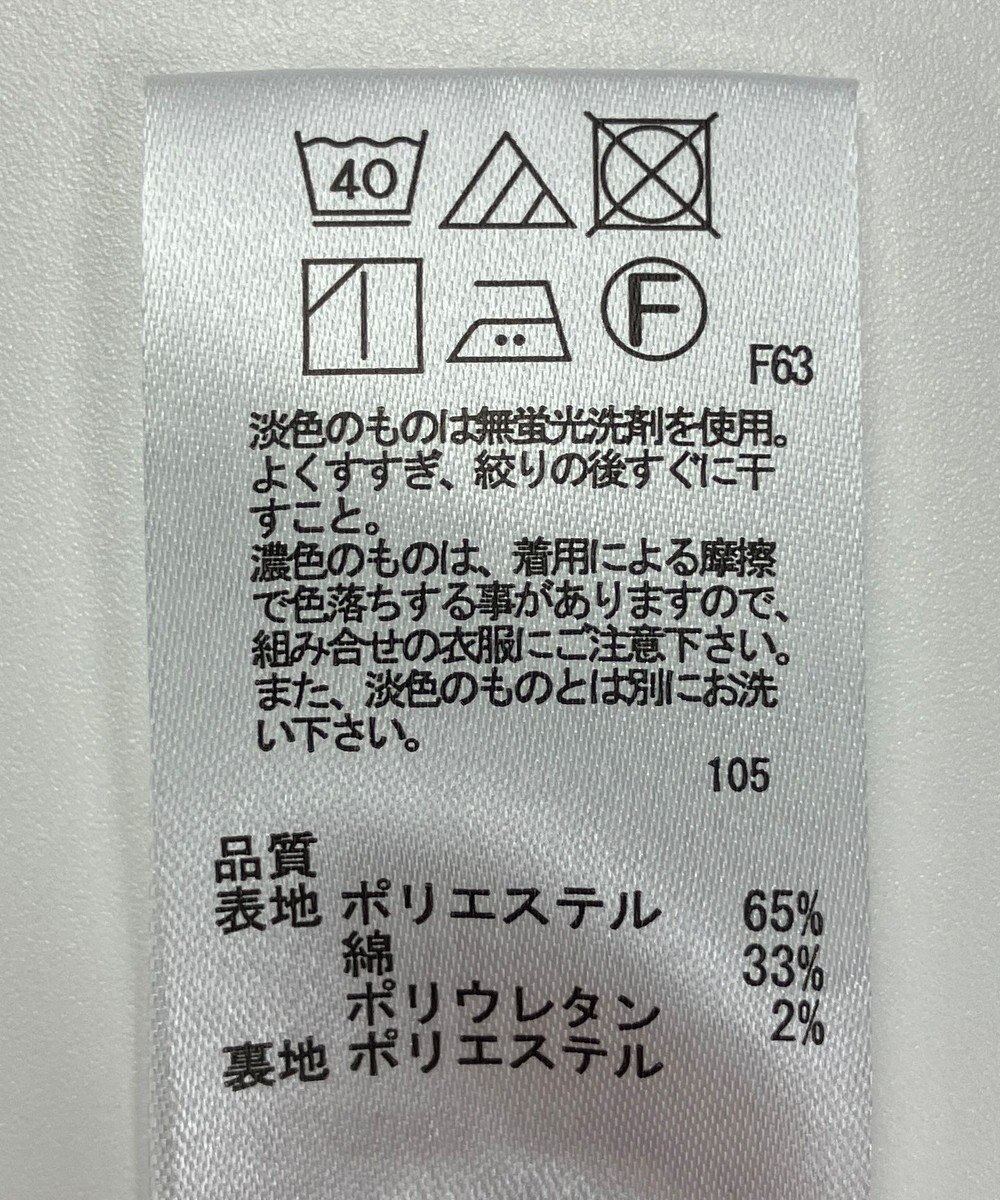 40
F
F63
淡色のものは無蛍光洗剤を使用。
よくすすぎ、絞りの後すぐに干
すこと。
濃色のものは、着用による摩擦
で色落ちする事がありますので、
組み合せの衣服にご注意下さい。
また、淡色のものとは別にお洗
い下さい。
105
品質
表地 ポリエステル 65%
綿 33%
ポリウレタン 2%
裏地 ポリエステル